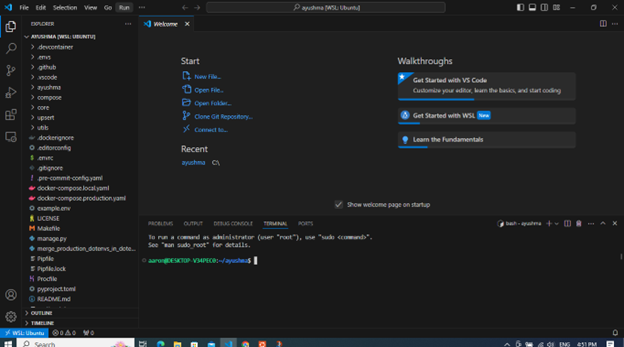 File Edit Selection View Go Run ...
ayushma [WSL: Ubuntu]
EXPLORER
AYUSHMA [WSL: UBUNTU]
.devcontainer
.envs
.github
.vscode
ayushma
compose
core
upsert
utils
.dockerignore
.editorconfig
.envrc
.gitignore
.pre-commit-config.yaml
docker-compose.local.yaml
docker-compose.production.yaml
example.env
LICENSE
Makefile
manage.py
merge_production_dotenvs_in_dote...
Pipfile
Pipfile.lock
Procfile
pyproject.toml
README.md
OUTLINE
TIMELINE
Welcome
Start
New File...
Open File...
Open Folder...
Clone Git Repository...
Connect to...
Recent
ayushma C:\
Walkthroughs
Get Started with VS Code
Customize your editor, learn the basics, and start coding
Get Started with WSL New
Learn the Fundamentals
Show welcome page on startup
PROBLEMS OUTPUT DEBUG CONSOLE TERMINAL PORTS
bash - ayushma
To run a command as administrator (user "root"), use "sudo <command>".
See "man sudo_root" for details.
aaron@DESKTOP-V34PEC0:~/ayushma$
WSL: Ubuntu 0 0 0
Search
ENG 4:51 PM